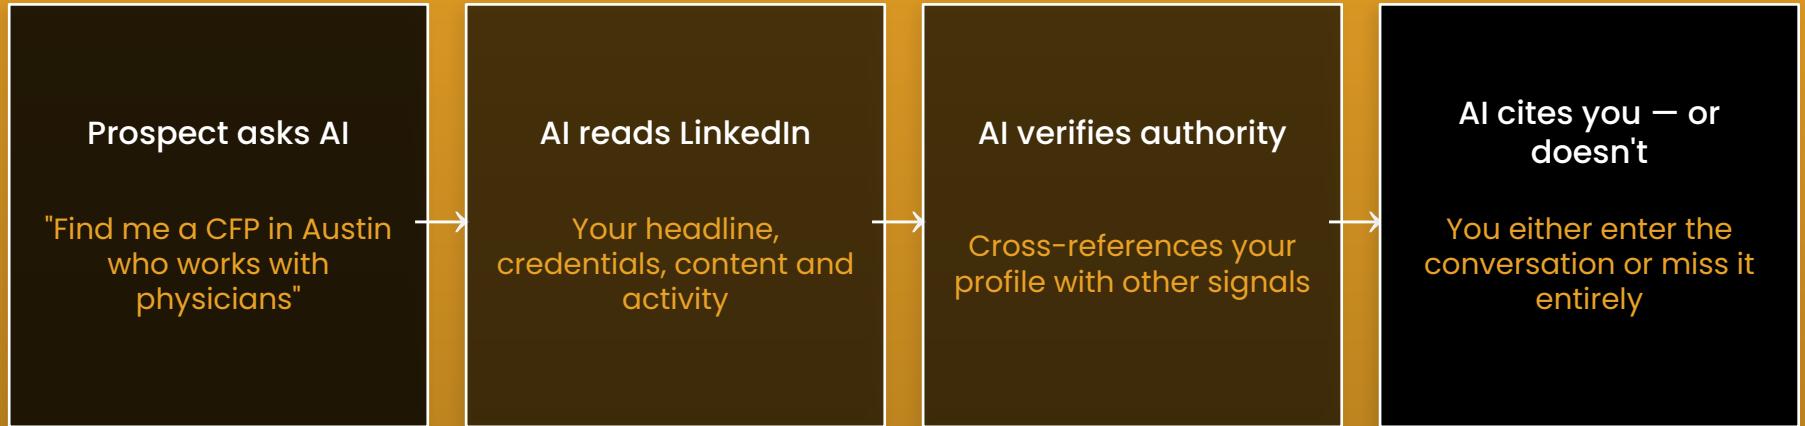 Prospect asks AI
"Find me a CFP in Austin
who works with
physicians"
AI reads LinkedIn
Your headline,
credentials, content and
activity
AI verifies authority
Cross-references your
profile with other signals
AI cites you — or
doesn't
You either enter the
conversation or miss it
entirely